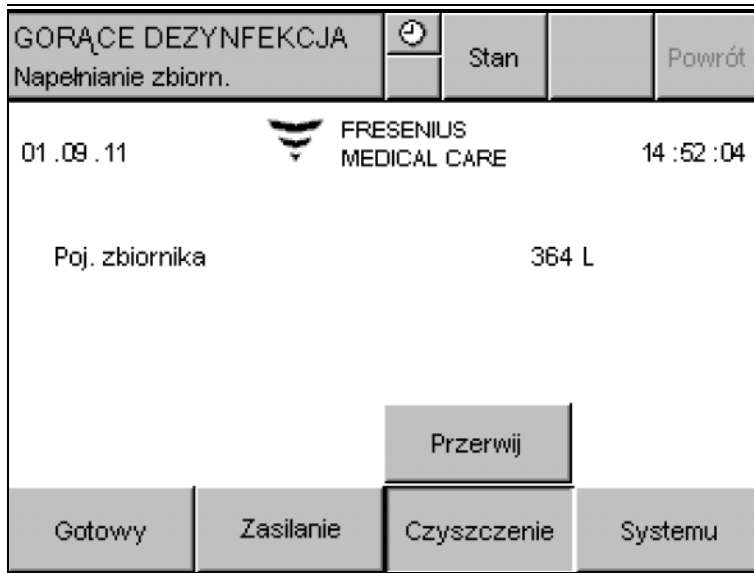 GORĄCE DEZYNFEKCJA
Napełnianie zbiorn.
Stan
Powrót
01 .09 .11
FRESENIUS
MEDICAL CARE
14 :52 :04
Poj. zbiornika
364 L
Przerwij
Gotowy
Zasilanie
Czyszczenie
Systemu